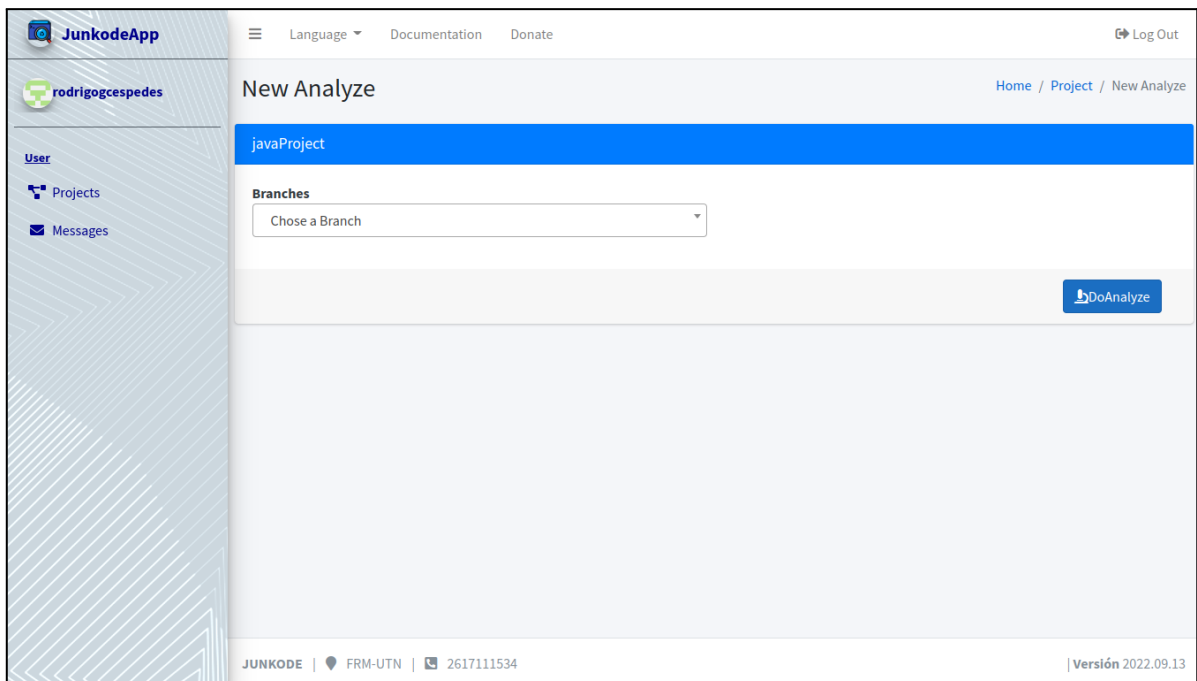 JunkodeApp
Language Documentation Donate Log Out
rodrigogcespedes
New Analyze
Home / Project / New Analyze
javaProject
User
Projects
Messages
Branches
Chose a Branch
DoAnalyze
JUNKODE | FRM-UTN | 2617111534
| Versión 2022.09.13